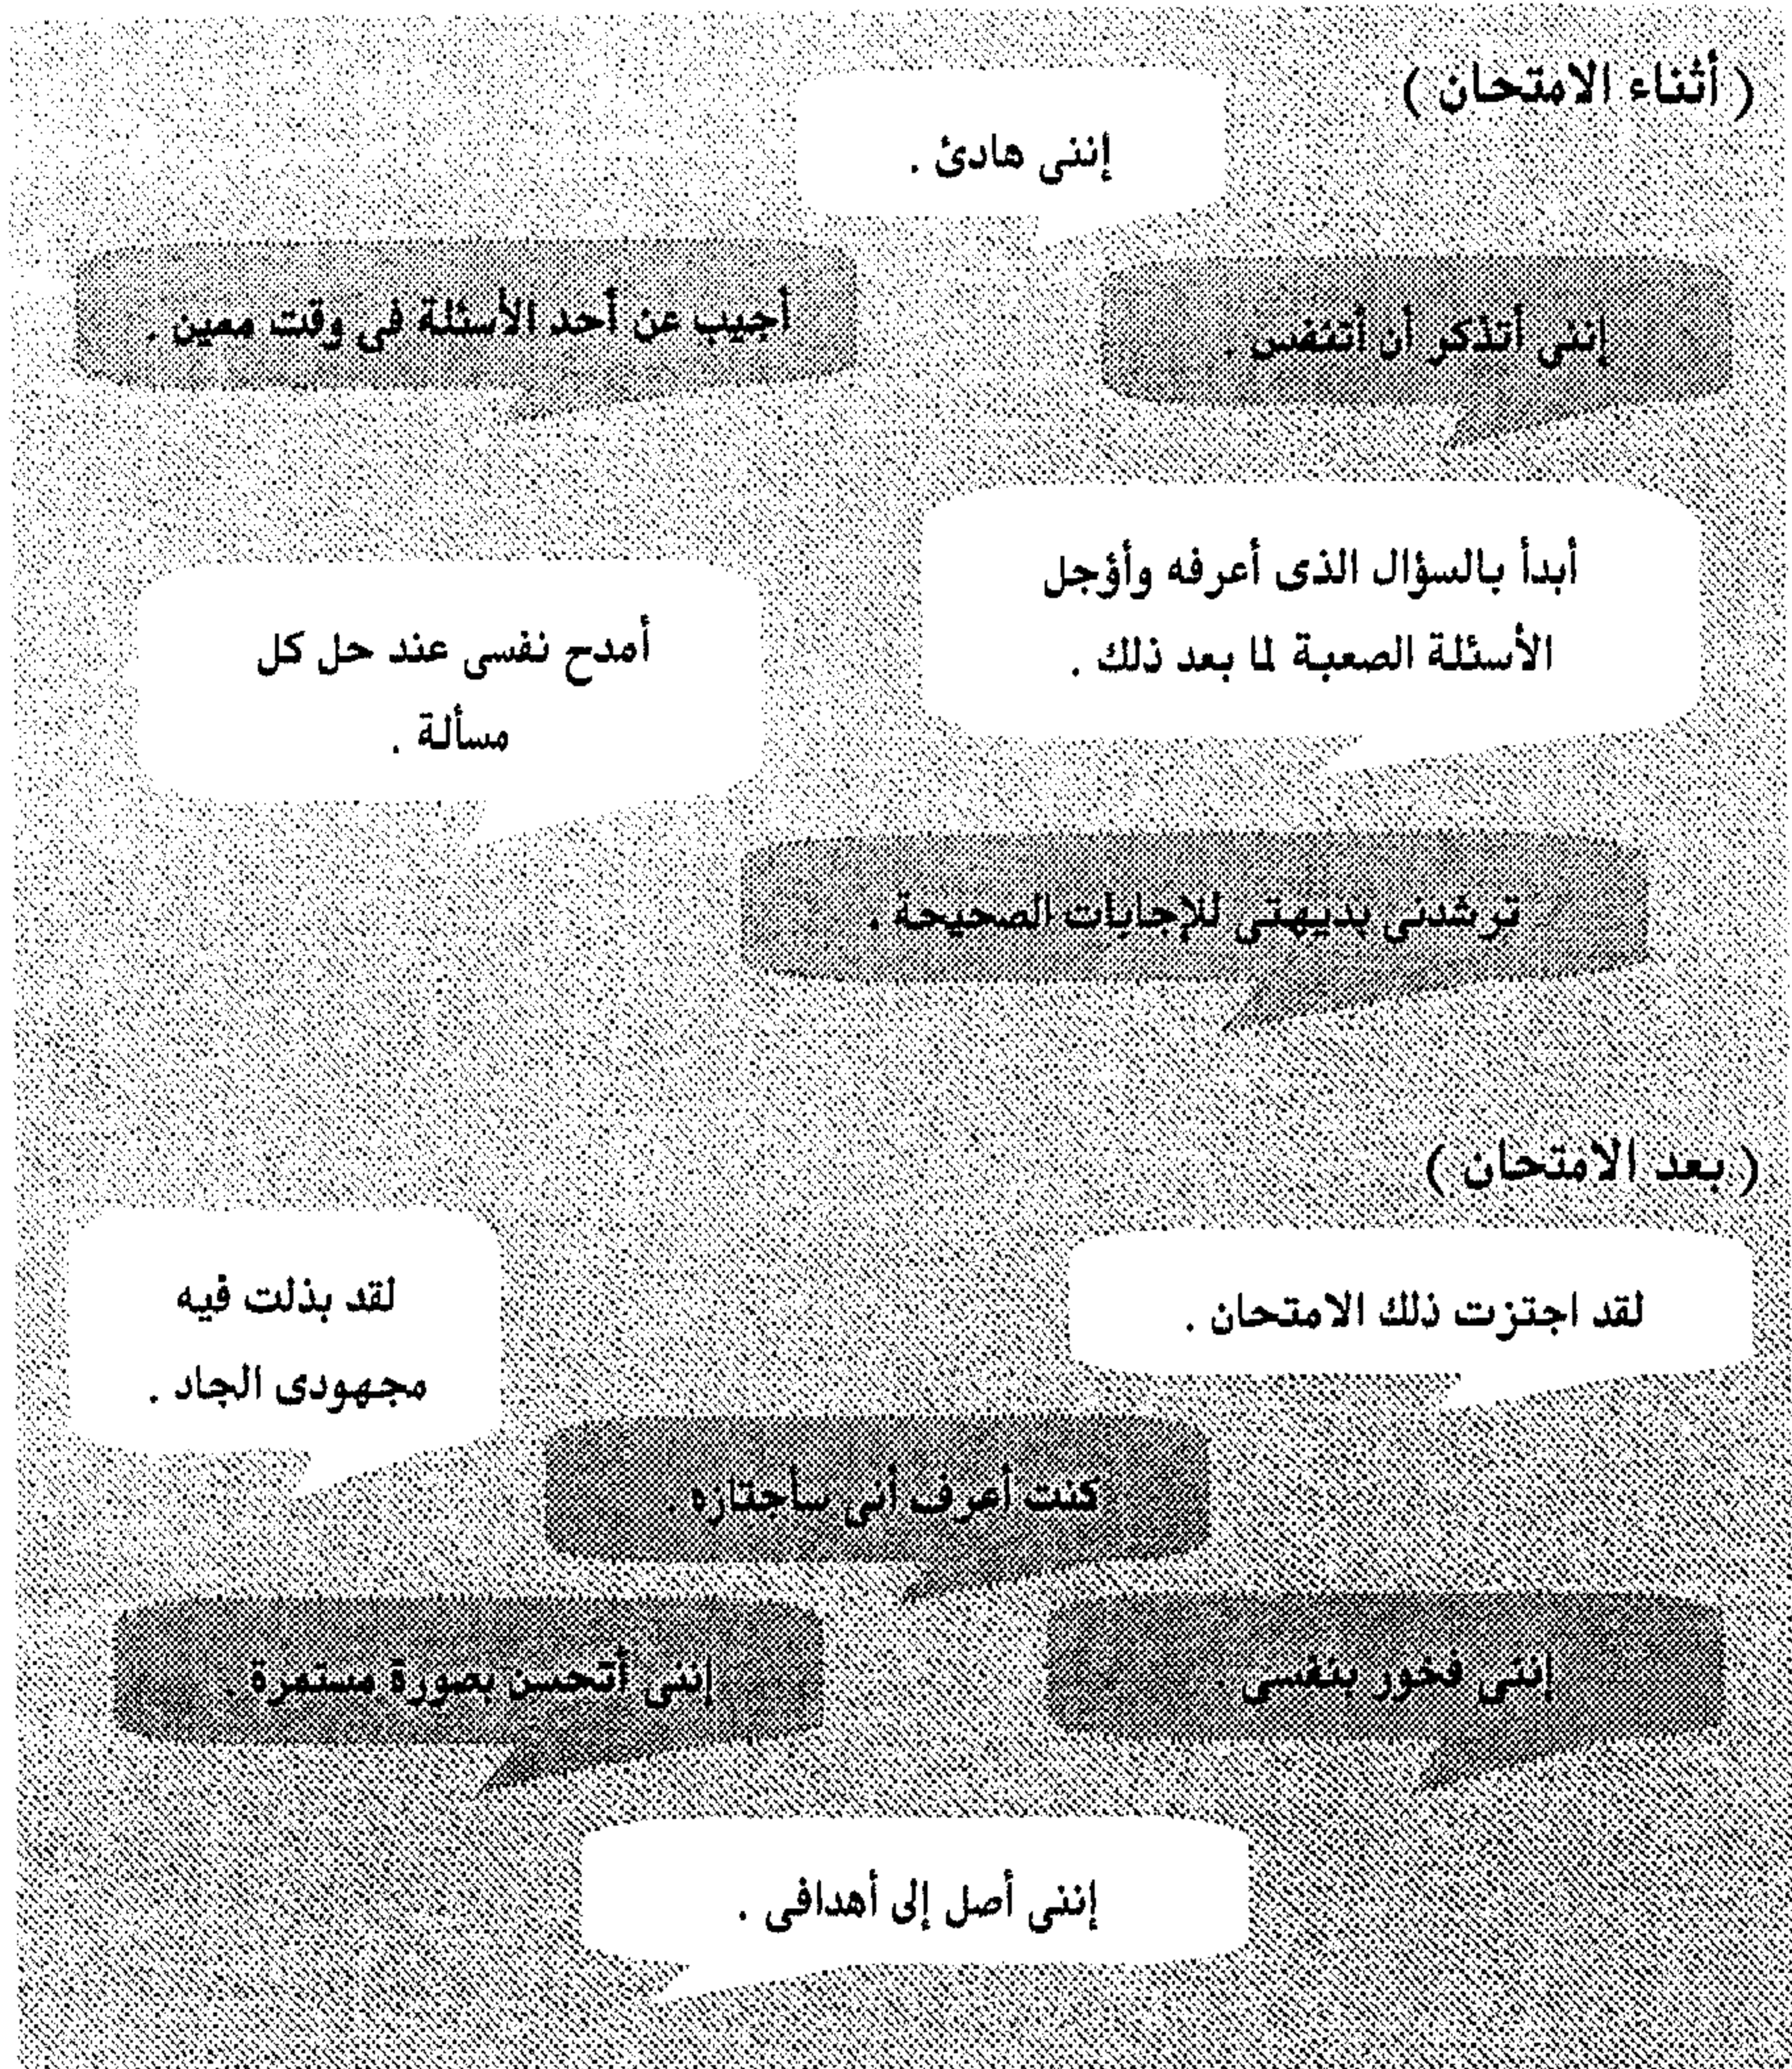 ( أثناء الامتحان )
إننى هادئ .
إننى أتذكر أن أتنفس .
أجيب عن أحد الأسئلة فى وقت معين .
أبدأ بالسؤال الذى أعرفه وأؤجل
الأسئلة الصعبة لما بعد ذلك .
أمدح نفسى عند حل كل
مسألة .
ترشدنى بديهتى للإجابات الصحيحة .
( بعد الامتحان )
لقد اجتزت ذلك الامتحان .
لقد بذلت فيه
مجهودى الجاد .
كنت أعرف أنى سأجتازه .
إننى فخور بنفسى .
إننى أتحسن بصورة مستمرة .
إننى أصل إلى أهدافى .